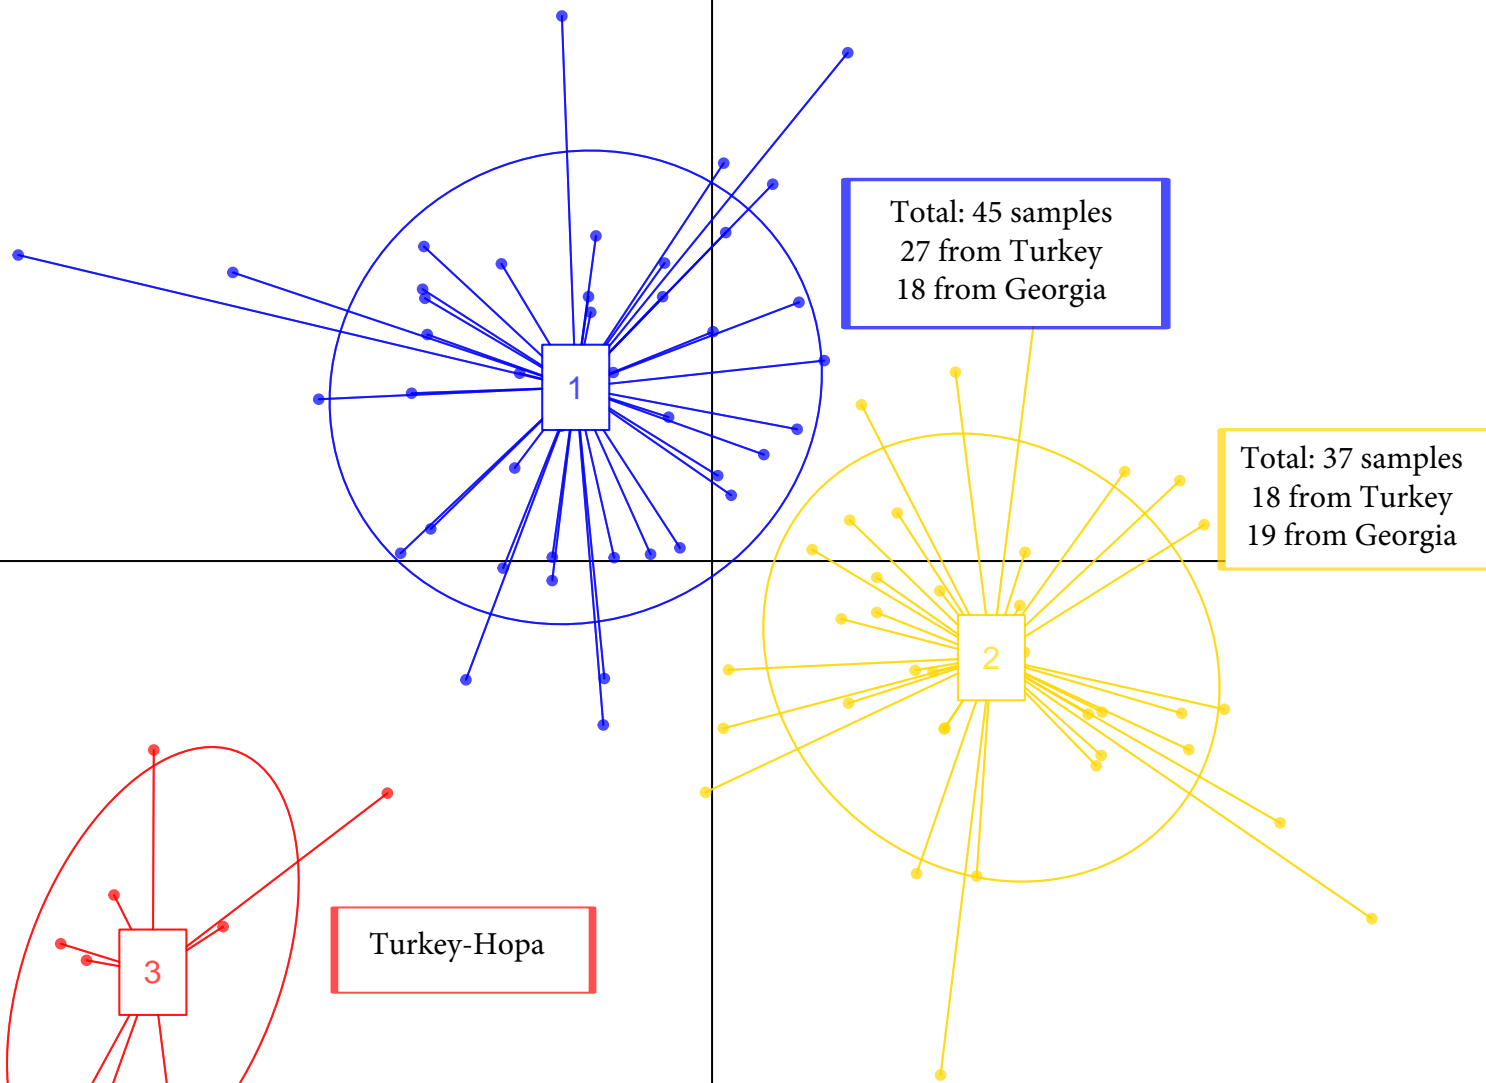 Total: 45 samples
27 from Turkey
18 from Georgia
1
Total: 37 samples
18 from Turkey
19 from Georgia
2
Turkey-Hopa
3